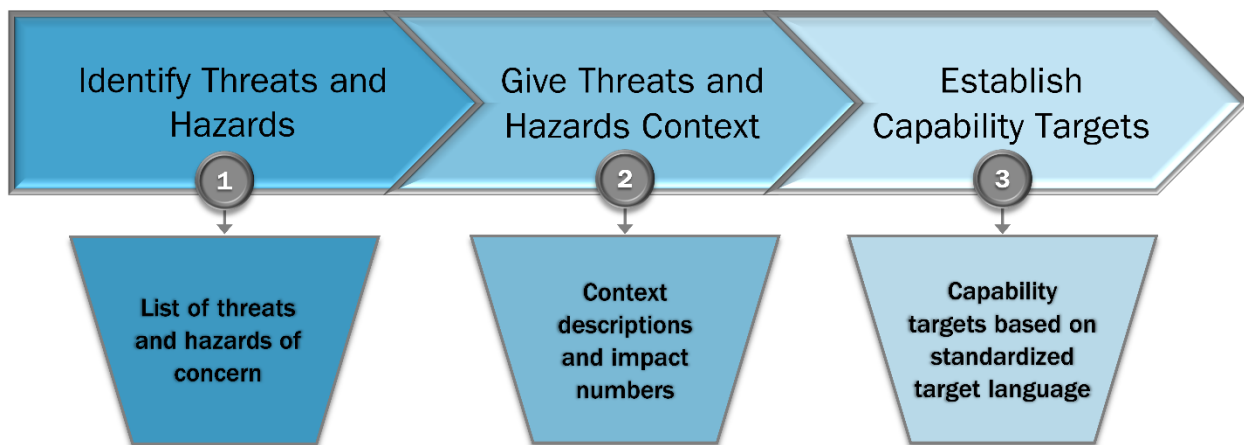 Identify Threats and
Hazards
1
List of threats
and hazards of
concern
Give Threats and
Hazards Context
2
Context
descriptions
and impact
numbers
Establish
Capability Targets
3
Capability
targets based on
standardized
target language